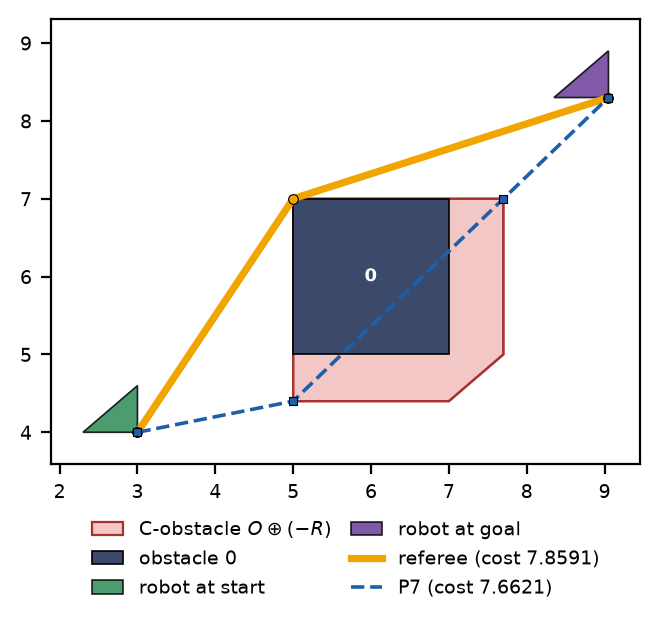 9
8
7
6
5
4
0
2 3 4 5 6 7 8 9
C-obstacle O ⊕ (−R)
obstacle 0
robot at start
robot at goal
referee (cost 7.8591)
P7 (cost 7.6621)